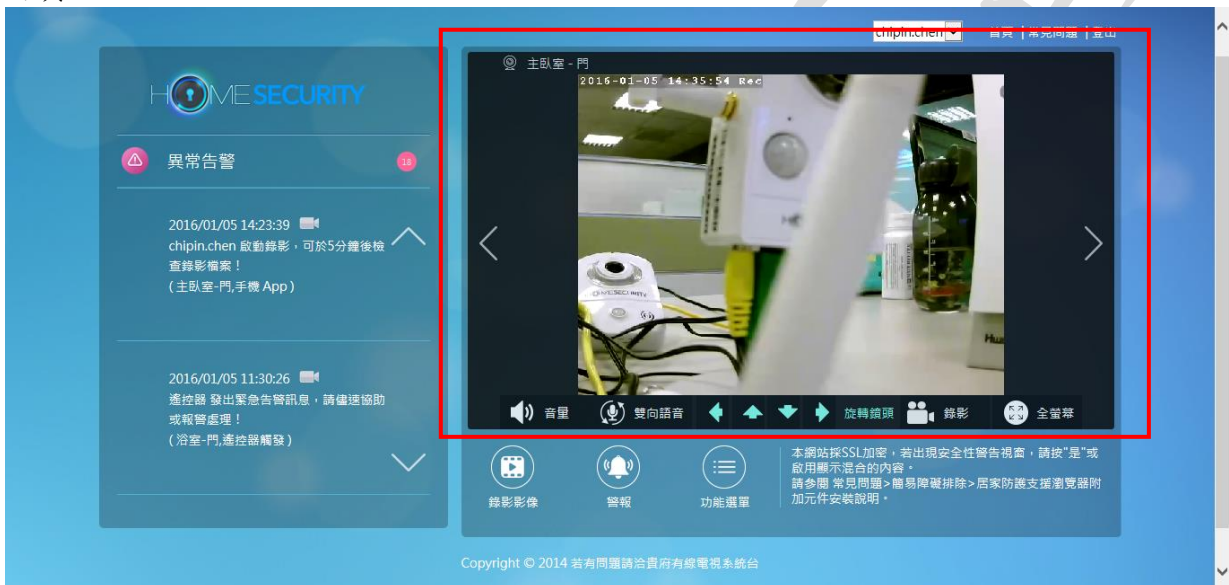 chipin.chen
首頁 | 常見問題 | 登出
HOME SECURITY
異常告警
18
2016/01/05 14:23:39
chipin.chen 啟動錄影，可於5分鐘後檢
查錄影檔案！
(主臥室-門,手機 App)
2016/01/05 11:30:26
遙控器 發出緊急告警訊息，請儘速協助
或報警處理！
(浴室-門,遙控器觸發)
主臥室 - 門
2016-01-05 14:35:54 Rec
音量
雙向語音
旋轉鏡頭
錄影
全螢幕
錄影影像
警報
功能選單
本網站採SSL加密，若出現安全性警告視窗，請按"是"或
啟用顯示混合的內容。
請參閱 常見問題>簡易障礙排除>居家防護支援瀏覽器附
加元件安裝說明。
Copyright © 2014 若有問題請洽貴府有線電視系統台